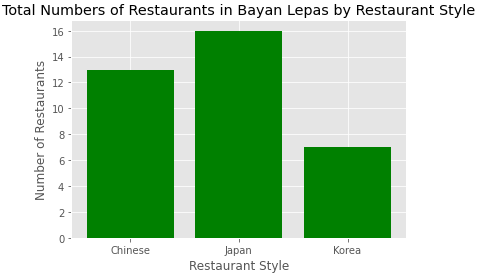 Total Numbers of Restaurants in Bayan Lepas by Restaurant Style
16
14
12
10
8
6
4
2
0
Number of Restaurants
Chinese Japan Korea
Restaurant Style